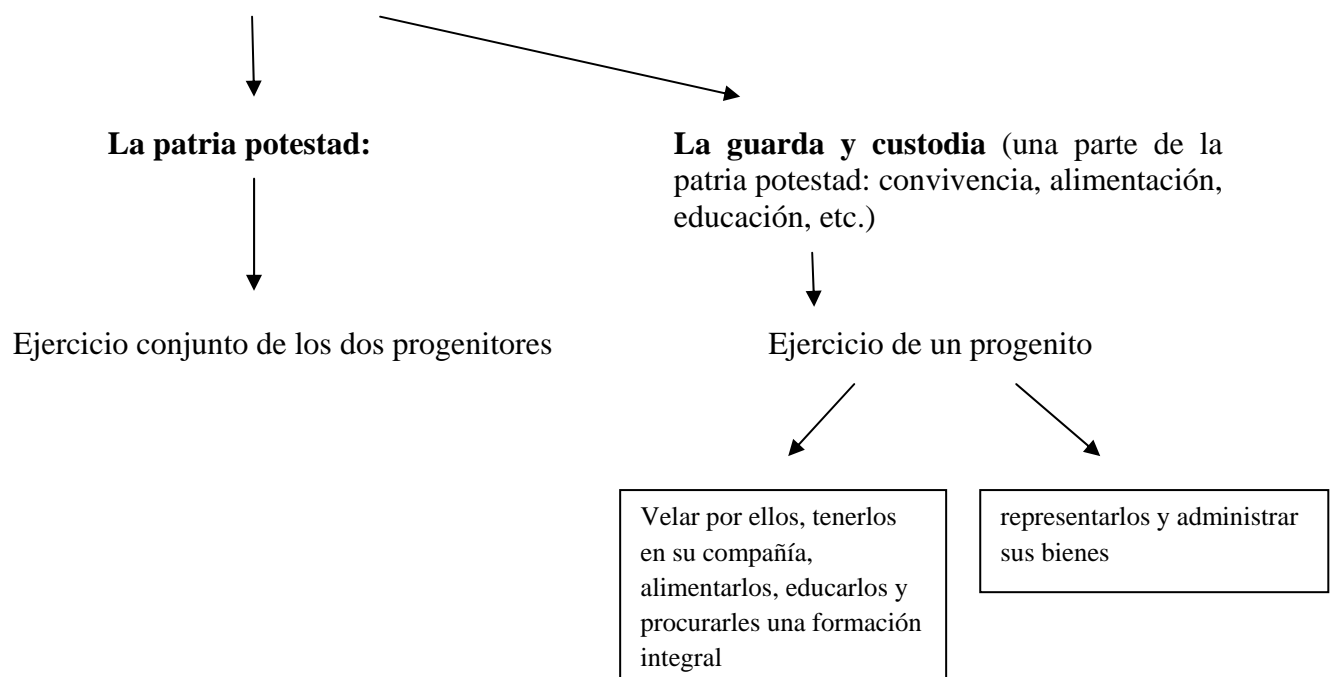 La patria potestad:
La guarda y custodia (una parte de la
patria potestad: convivencia, alimentación,
educación, etc.)
Ejercicio conjunto de los dos progenitores
Ejercicio de un progenito
Velar por ellos, tenerlos
en su compañía,
alimentarlos, educarlos y
procurarles una formación
integral
representarlos y administrar
sus bienes